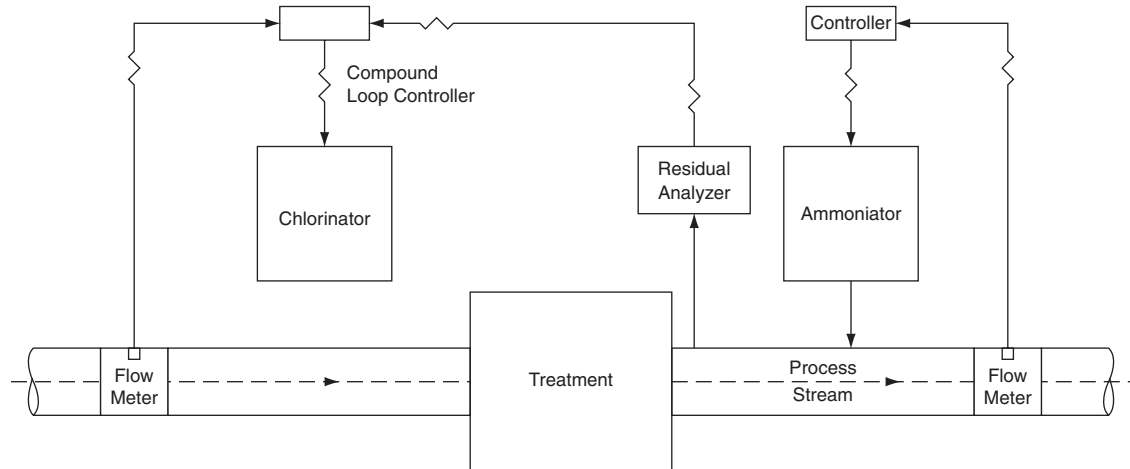 Controller
Compound
Loop Controller
Residual
Analyzer
Chlorinator
Ammoniator
Flow
Meter
Treatment
Process
Stream
Flow
Meter